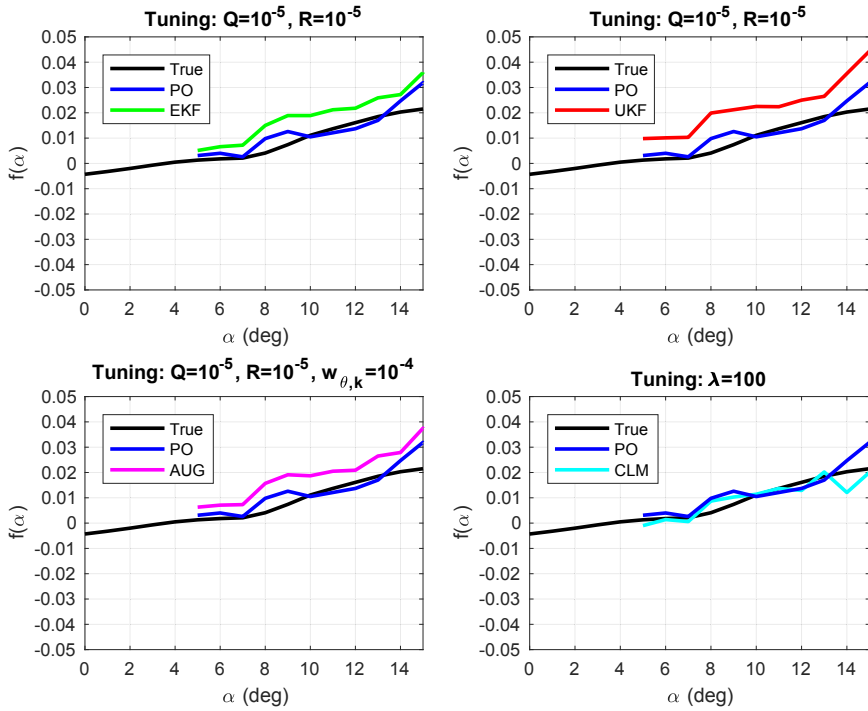 Tuning: Q=10^-5, R=10^-5
0.05
0.04
0.03
0.02
0.01
0
-0.01
-0.02
-0.03
-0.04
-0.05
f(α)
True
PO
EKF
0 2 4 6 8 10 12 14
α (deg)
Tuning: Q=10^-5, R=10^-5
0.05
0.04
0.03
0.02
0.01
0
-0.01
-0.02
-0.03
-0.04
-0.05
f(α)
True
PO
UKF
0 2 4 6 8 10 12 14
α (deg)
Tuning: Q=10^-5, R=10^-5, w_θ,k=10^-4
0.05
0.04
0.03
0.02
0.01
0
-0.01
-0.02
-0.03
-0.04
-0.05
f(α)
True
PO
AUG
0 2 4 6 8 10 12 14
α (deg)
Tuning: λ=100
0.05
0.04
0.03
0.02
0.01
0
-0.01
-0.02
-0.03
-0.04
-0.05
f(α)
True
PO
CLM
0 2 4 6 8 10 12 14
α (deg)